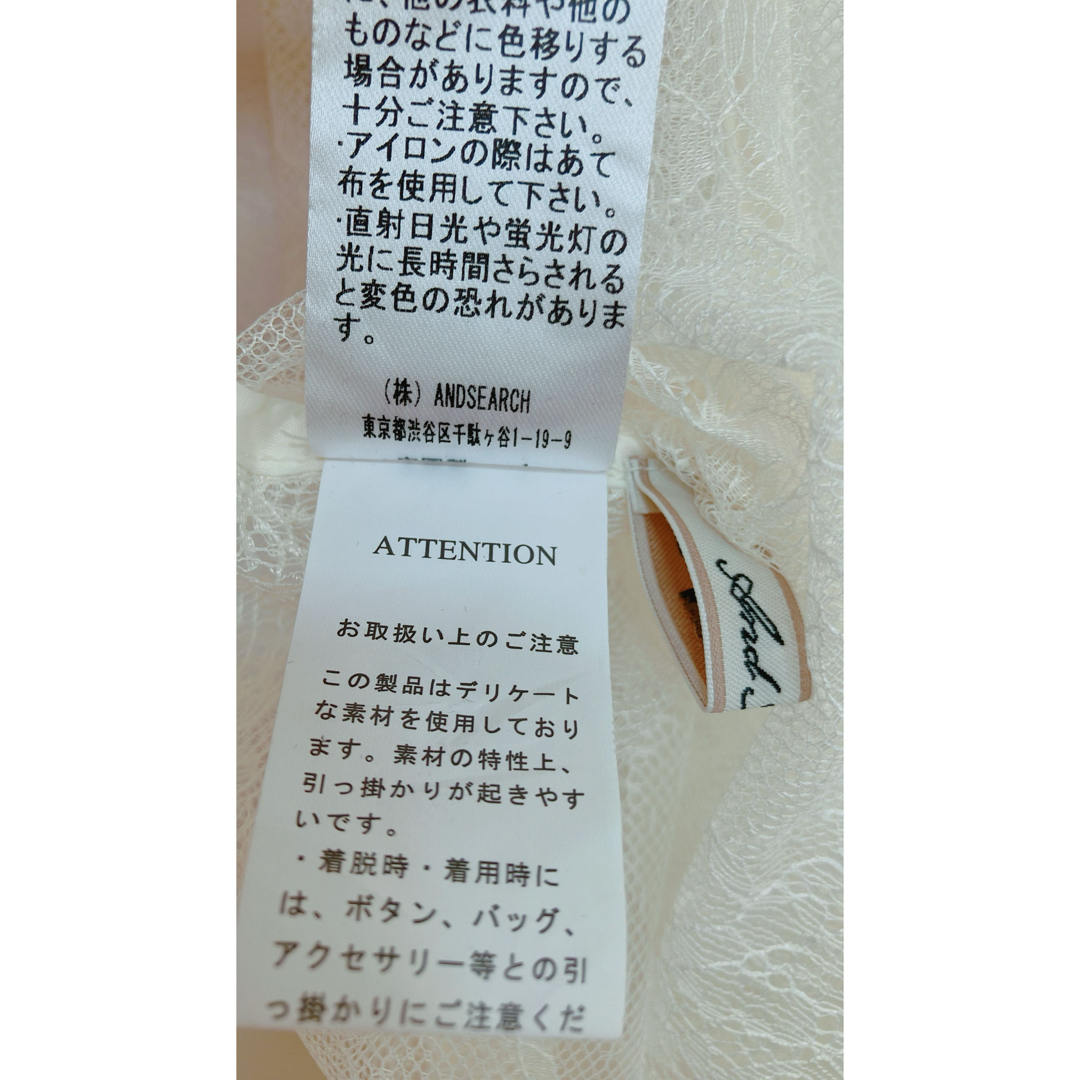 に、他の衣料や他の
ものなどに色移りする
場合がありますので、
十分ご注意下さい。
・アイロンの際はあて
布を使用して下さい。
・直射日光や蛍光灯の
光に長時間さらされる
と変色の恐れがありま
す。
(株) ANDSEARCH
東京都渋谷区千駄ヶ谷1-19-9
ATTENTION
お取扱い上のご注意
この製品はデリケート
な素材を使用しており
ます。素材の特性上、
引っ掛かりが起きやす
いです。
・着脱時・着用時に
は、ボタン、バッグ、
アクセサリー等との引
っ掛かりにご注意くだ
And